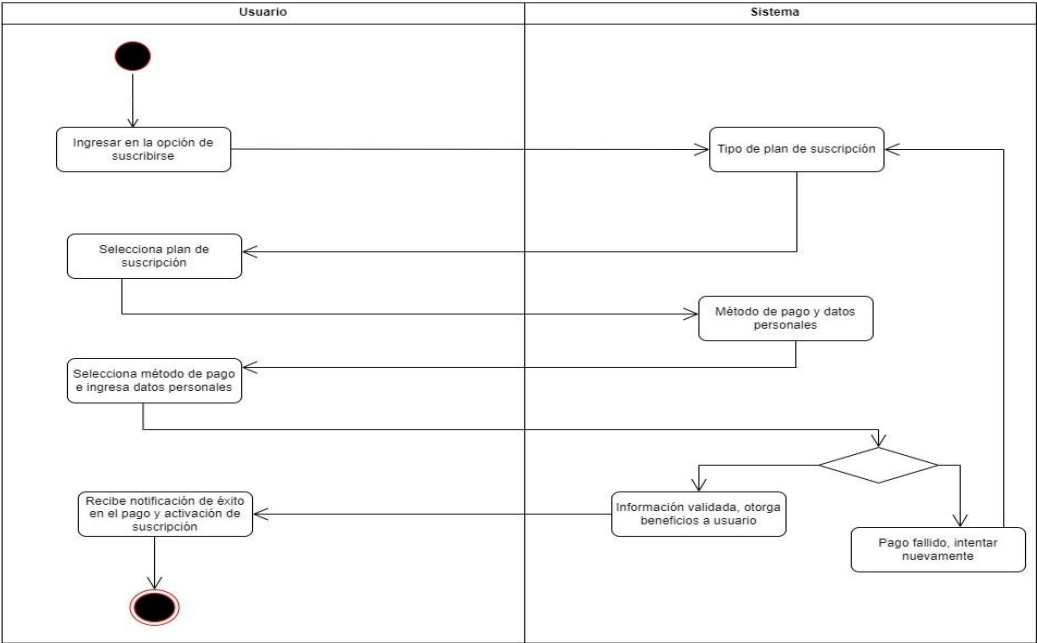 Usuario
Sistema
Ingresar en la opción de
suscribirse
Tipo de plan de suscripción
Selecciona plan de
suscripción
Método de pago y datos
personales
Selecciona método de pago
e ingresa datos personales
Recibe notificación de éxito
en el pago y activación de
suscripción
Información validada, otorga
beneficios a usuario
Pago fallido, intentar
nuevamente